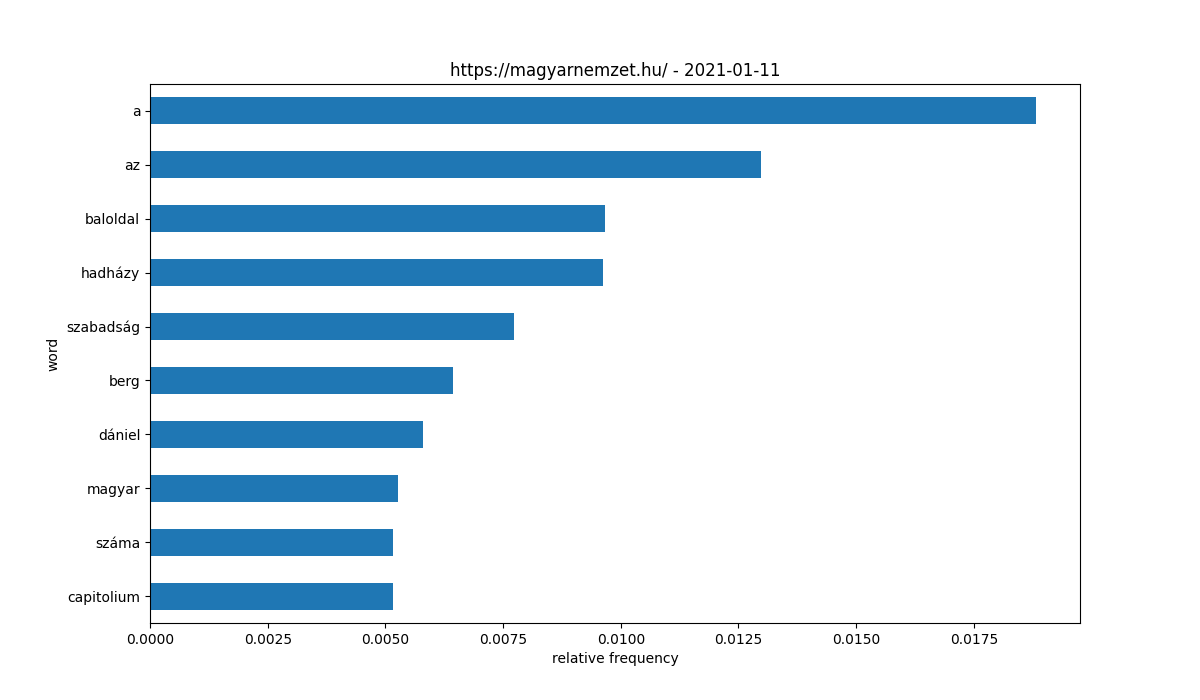 https://magyarnemzet.hu/ - 2021-01-11
a
az
baloldal
hadházy
szabadság
berg
dániel
magyar
száma
capitolium
word
0.0000 0.0025 0.0050 0.0075 0.0100 0.0125 0.0150 0.0175
relative frequency